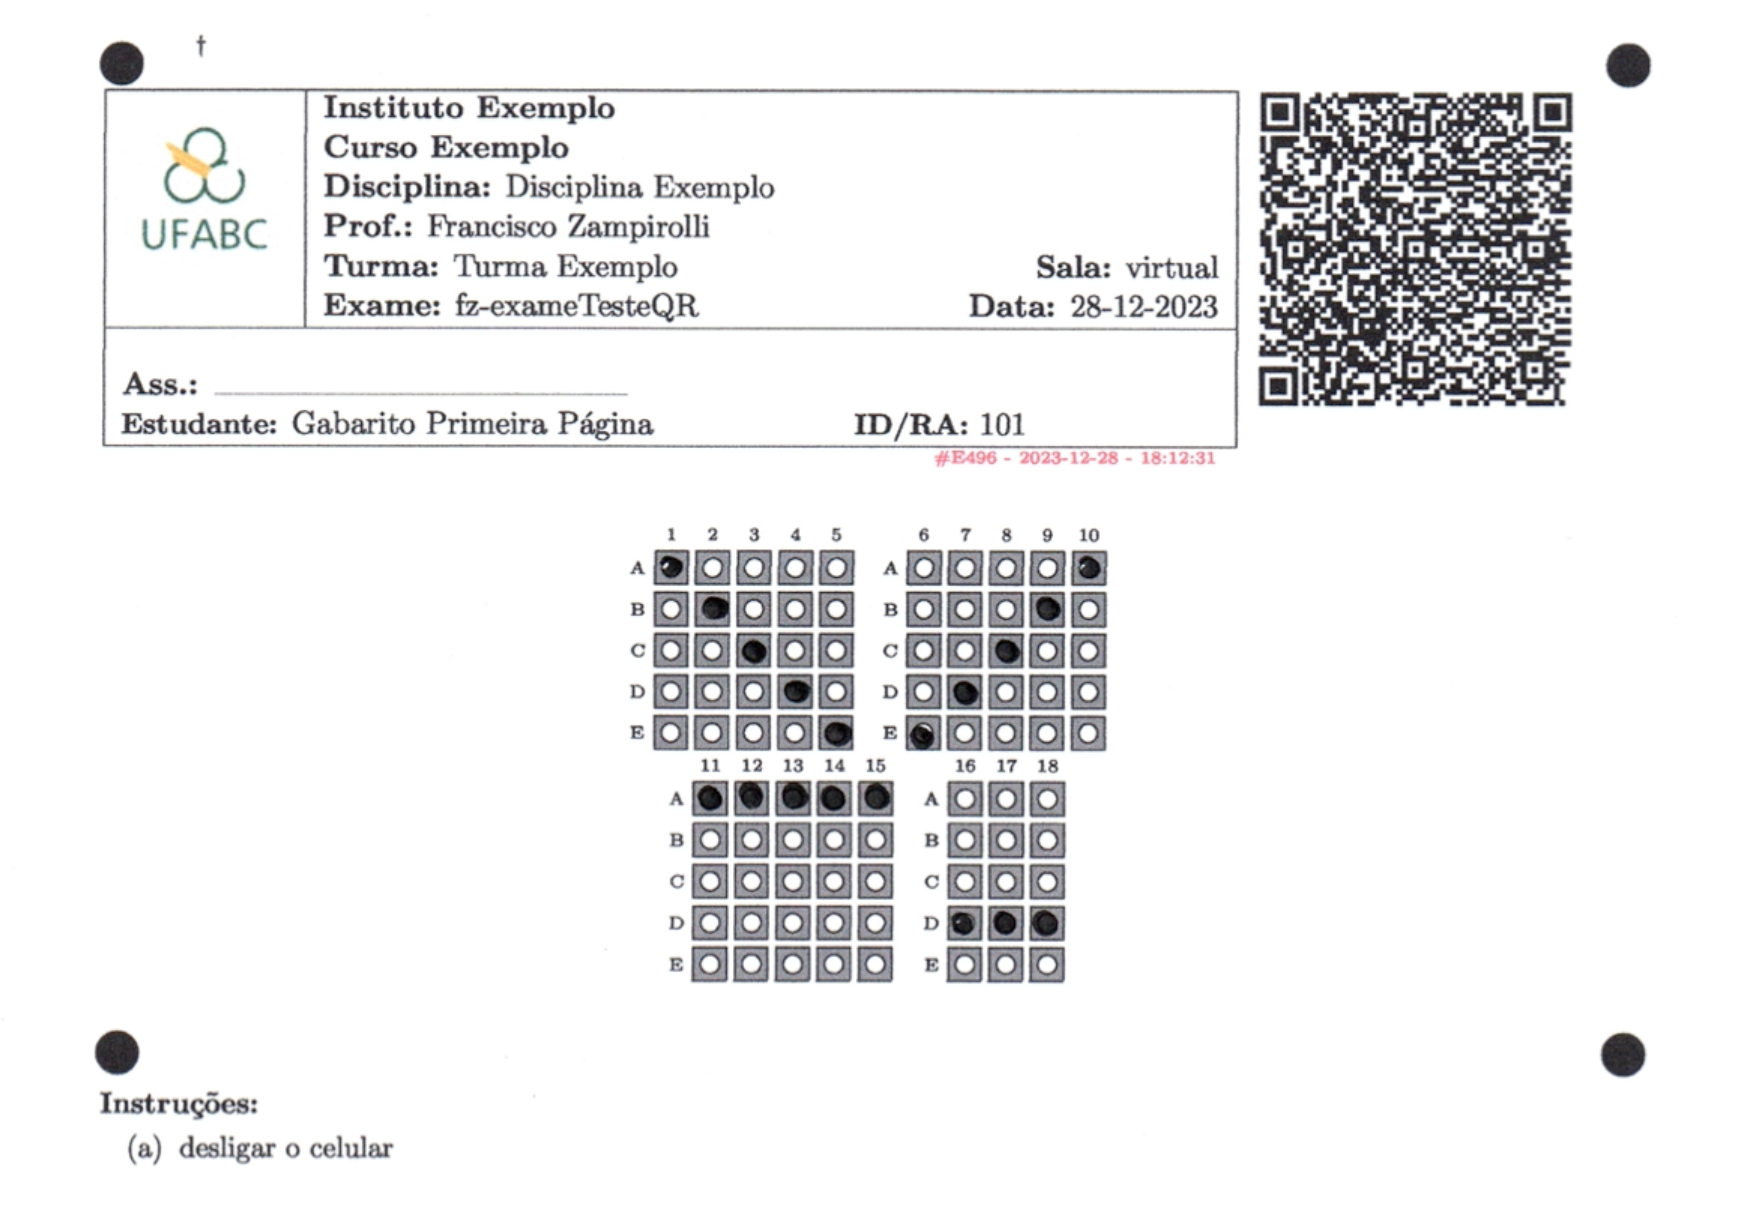 †
UFABC
Instituto Exemplo
Curso Exemplo
Disciplina: Disciplina Exemplo
Prof.: Francisco Zampirolli
Turma: Turma Exemplo Sala: virtual
Exame: fz-exameTesteQR Data: 28-12-2023
Ass.:
Estudante: Gabarito Primeira Página ID/RA: 101
#E496 - 2023-12-28 - 18:12:31
1 2 3 4 5 6 7 8 9 10
A A
B B
C C
D D
E E
11 12 13 14 15 16 17 18
A A
B B
C C
D D
E E
Instruções:
(a) desligar o celular